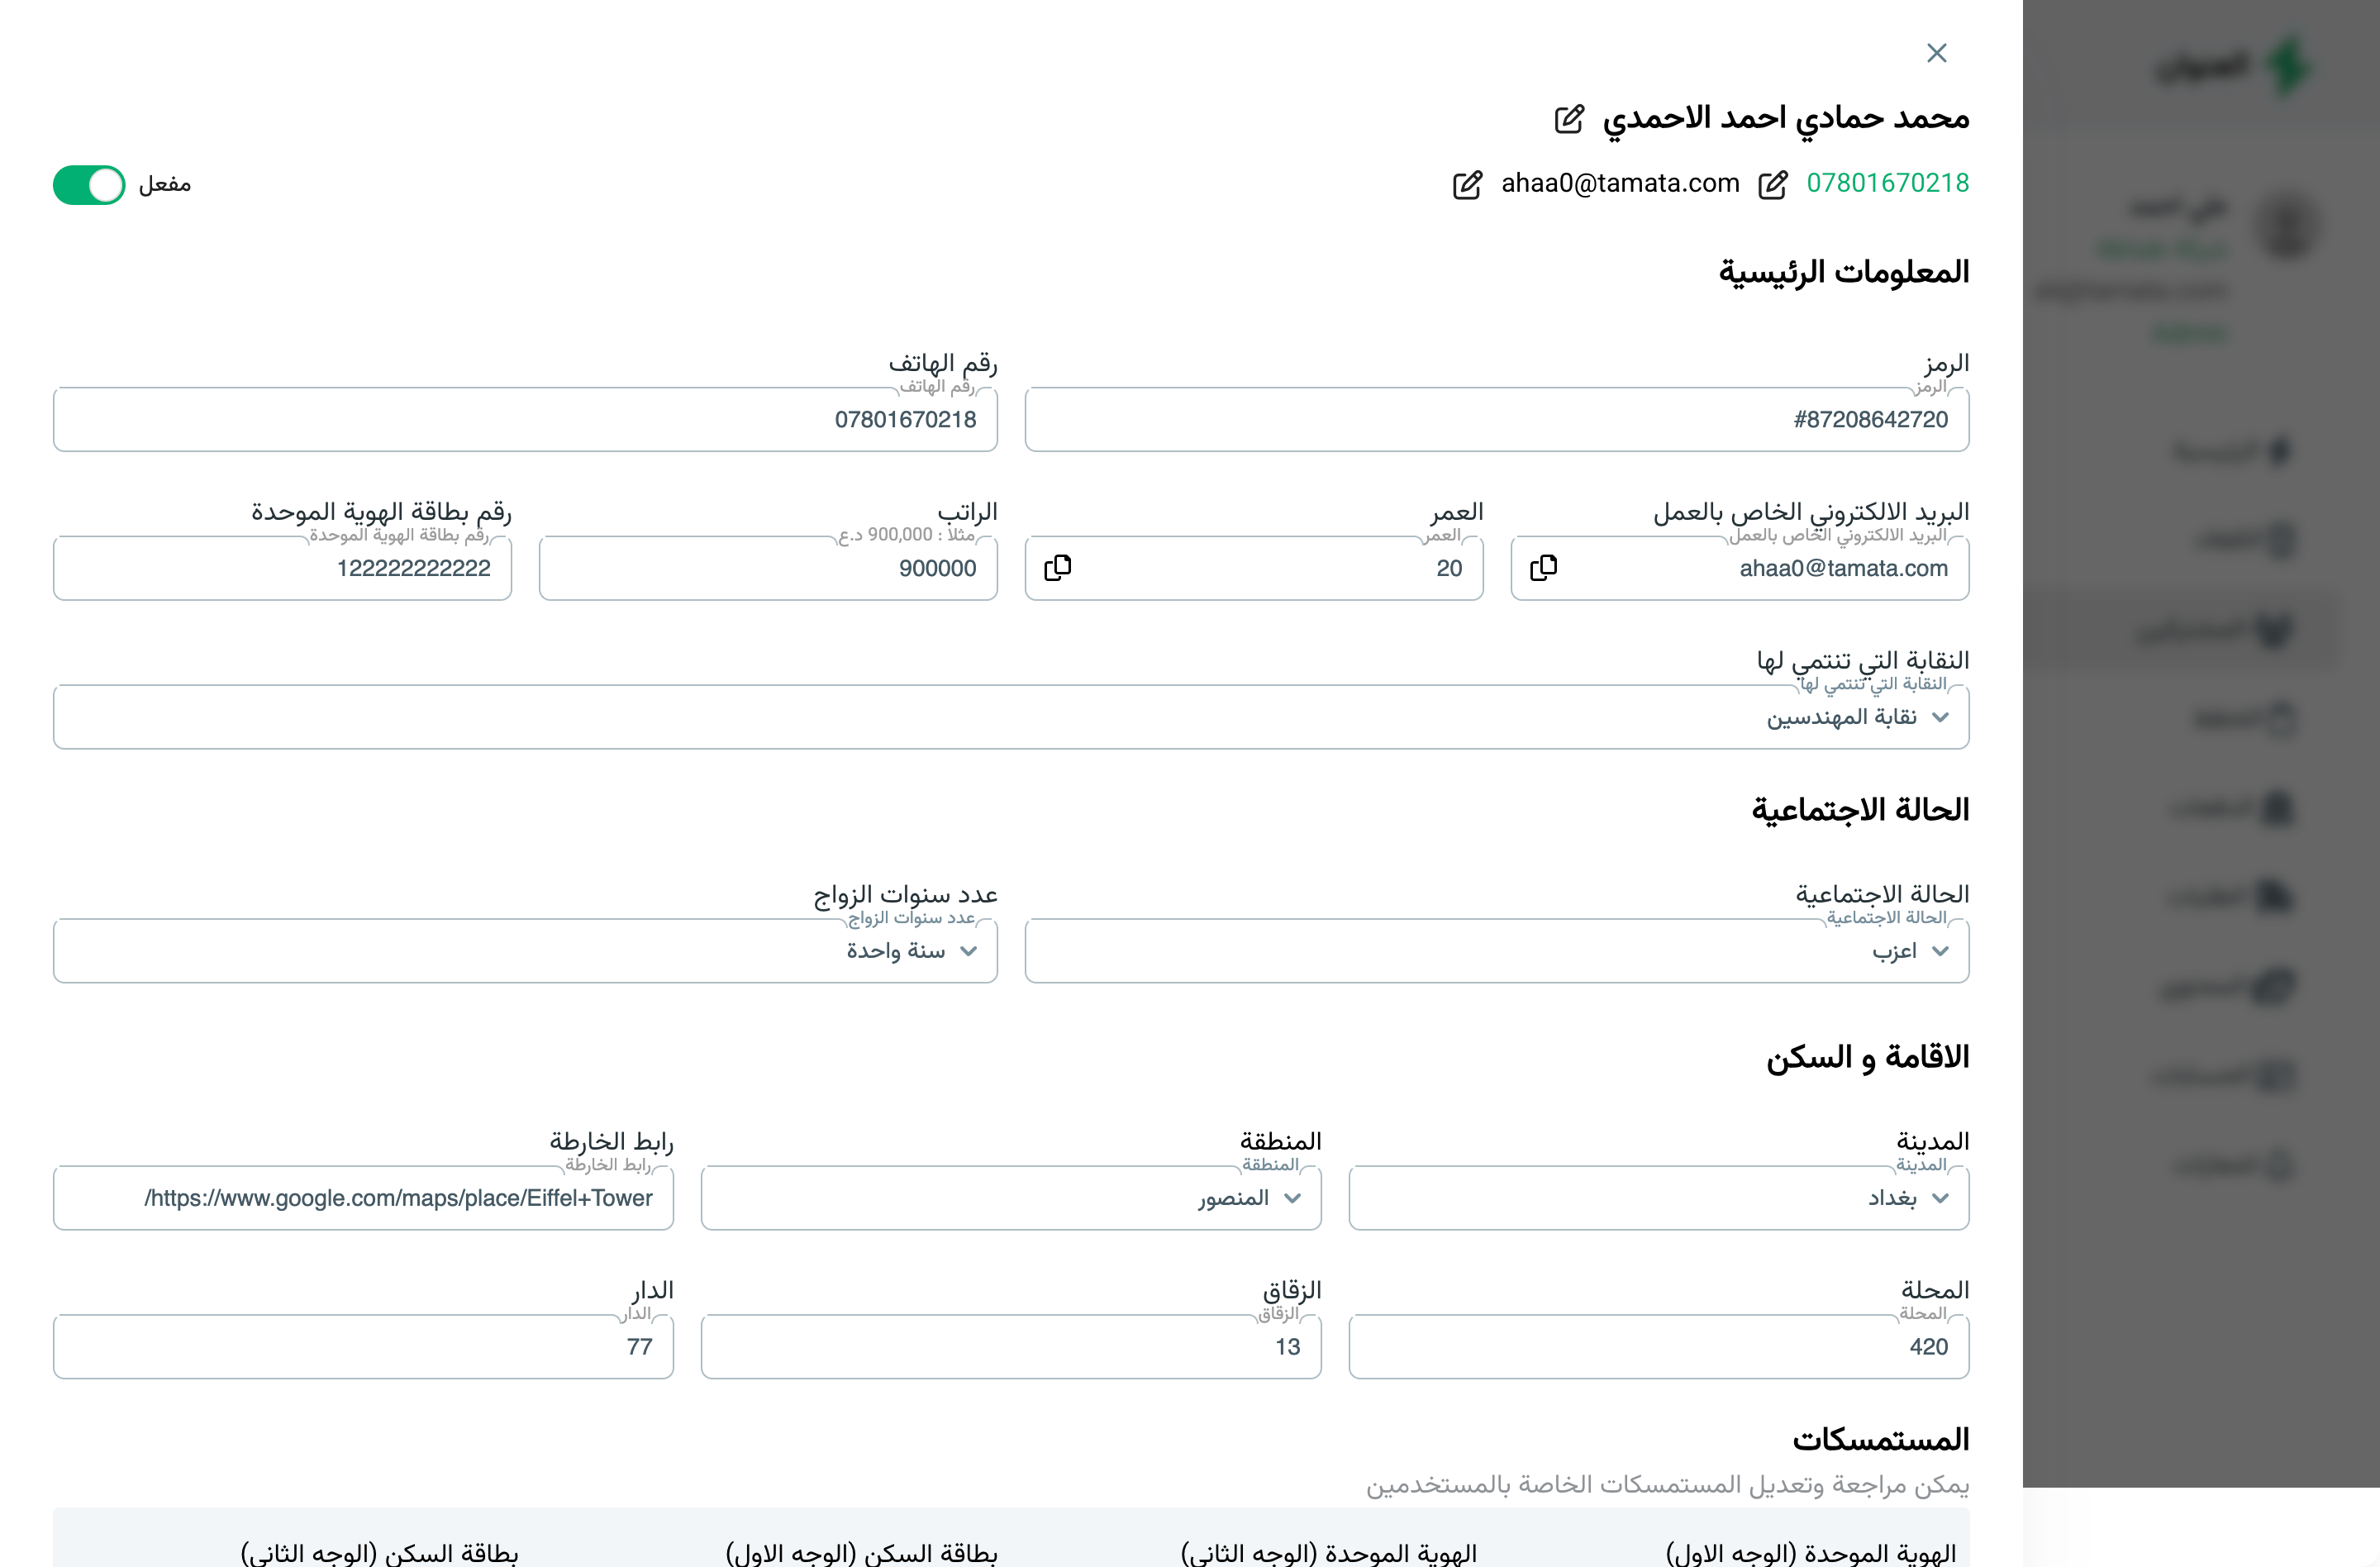 محمد حمادي احمد الاحمدي
07801670218 ahaa0@tamata.com
مفعل
المعلومات الرئيسية
الرمز
الرمز
#87208642720
رقم الهاتف
رقم الهاتف
07801670218
البريد الالكتروني الخاص بالعمل
البريد الالكتروني الخاص بالعمل
ahaa0@tamata.com
العمر
العمر
20
الراتب
مثلا : 900,000 د.ع
900000
رقم بطاقة الهوية الموحدة
رقم بطاقة الهوية الموحدة
122222222222
النقابة التي تنتمي لها
النقابة التي تنتمي لها
نقابة المهندسين
الحالة الاجتماعية
الحالة الاجتماعية
الحالة الاجتماعية
اعزب
عدد سنوات الزواج
عدد سنوات الزواج
سنة واحدة
الاقامة و السكن
المدينة
المدينة
بغداد
المنطقة
المنطقة
المنصور
رابط الخارطة
رابط الخارطة
/https://www.google.com/maps/place/Eiffel+Tower
المحلة
المحلة
420
الزقاق
الزقاق
13
الدار
الدار
77
المستمسكات
يمكن مراجعة وتعديل المستمسكات الخاصة بالمستخدمين
الهوية الموحدة (الوجه الاول)
الهوية الموحدة (الوجه الثاني)
بطاقة السكن (الوجه الاول)
بطاقة السكن (الوجه الثاني)